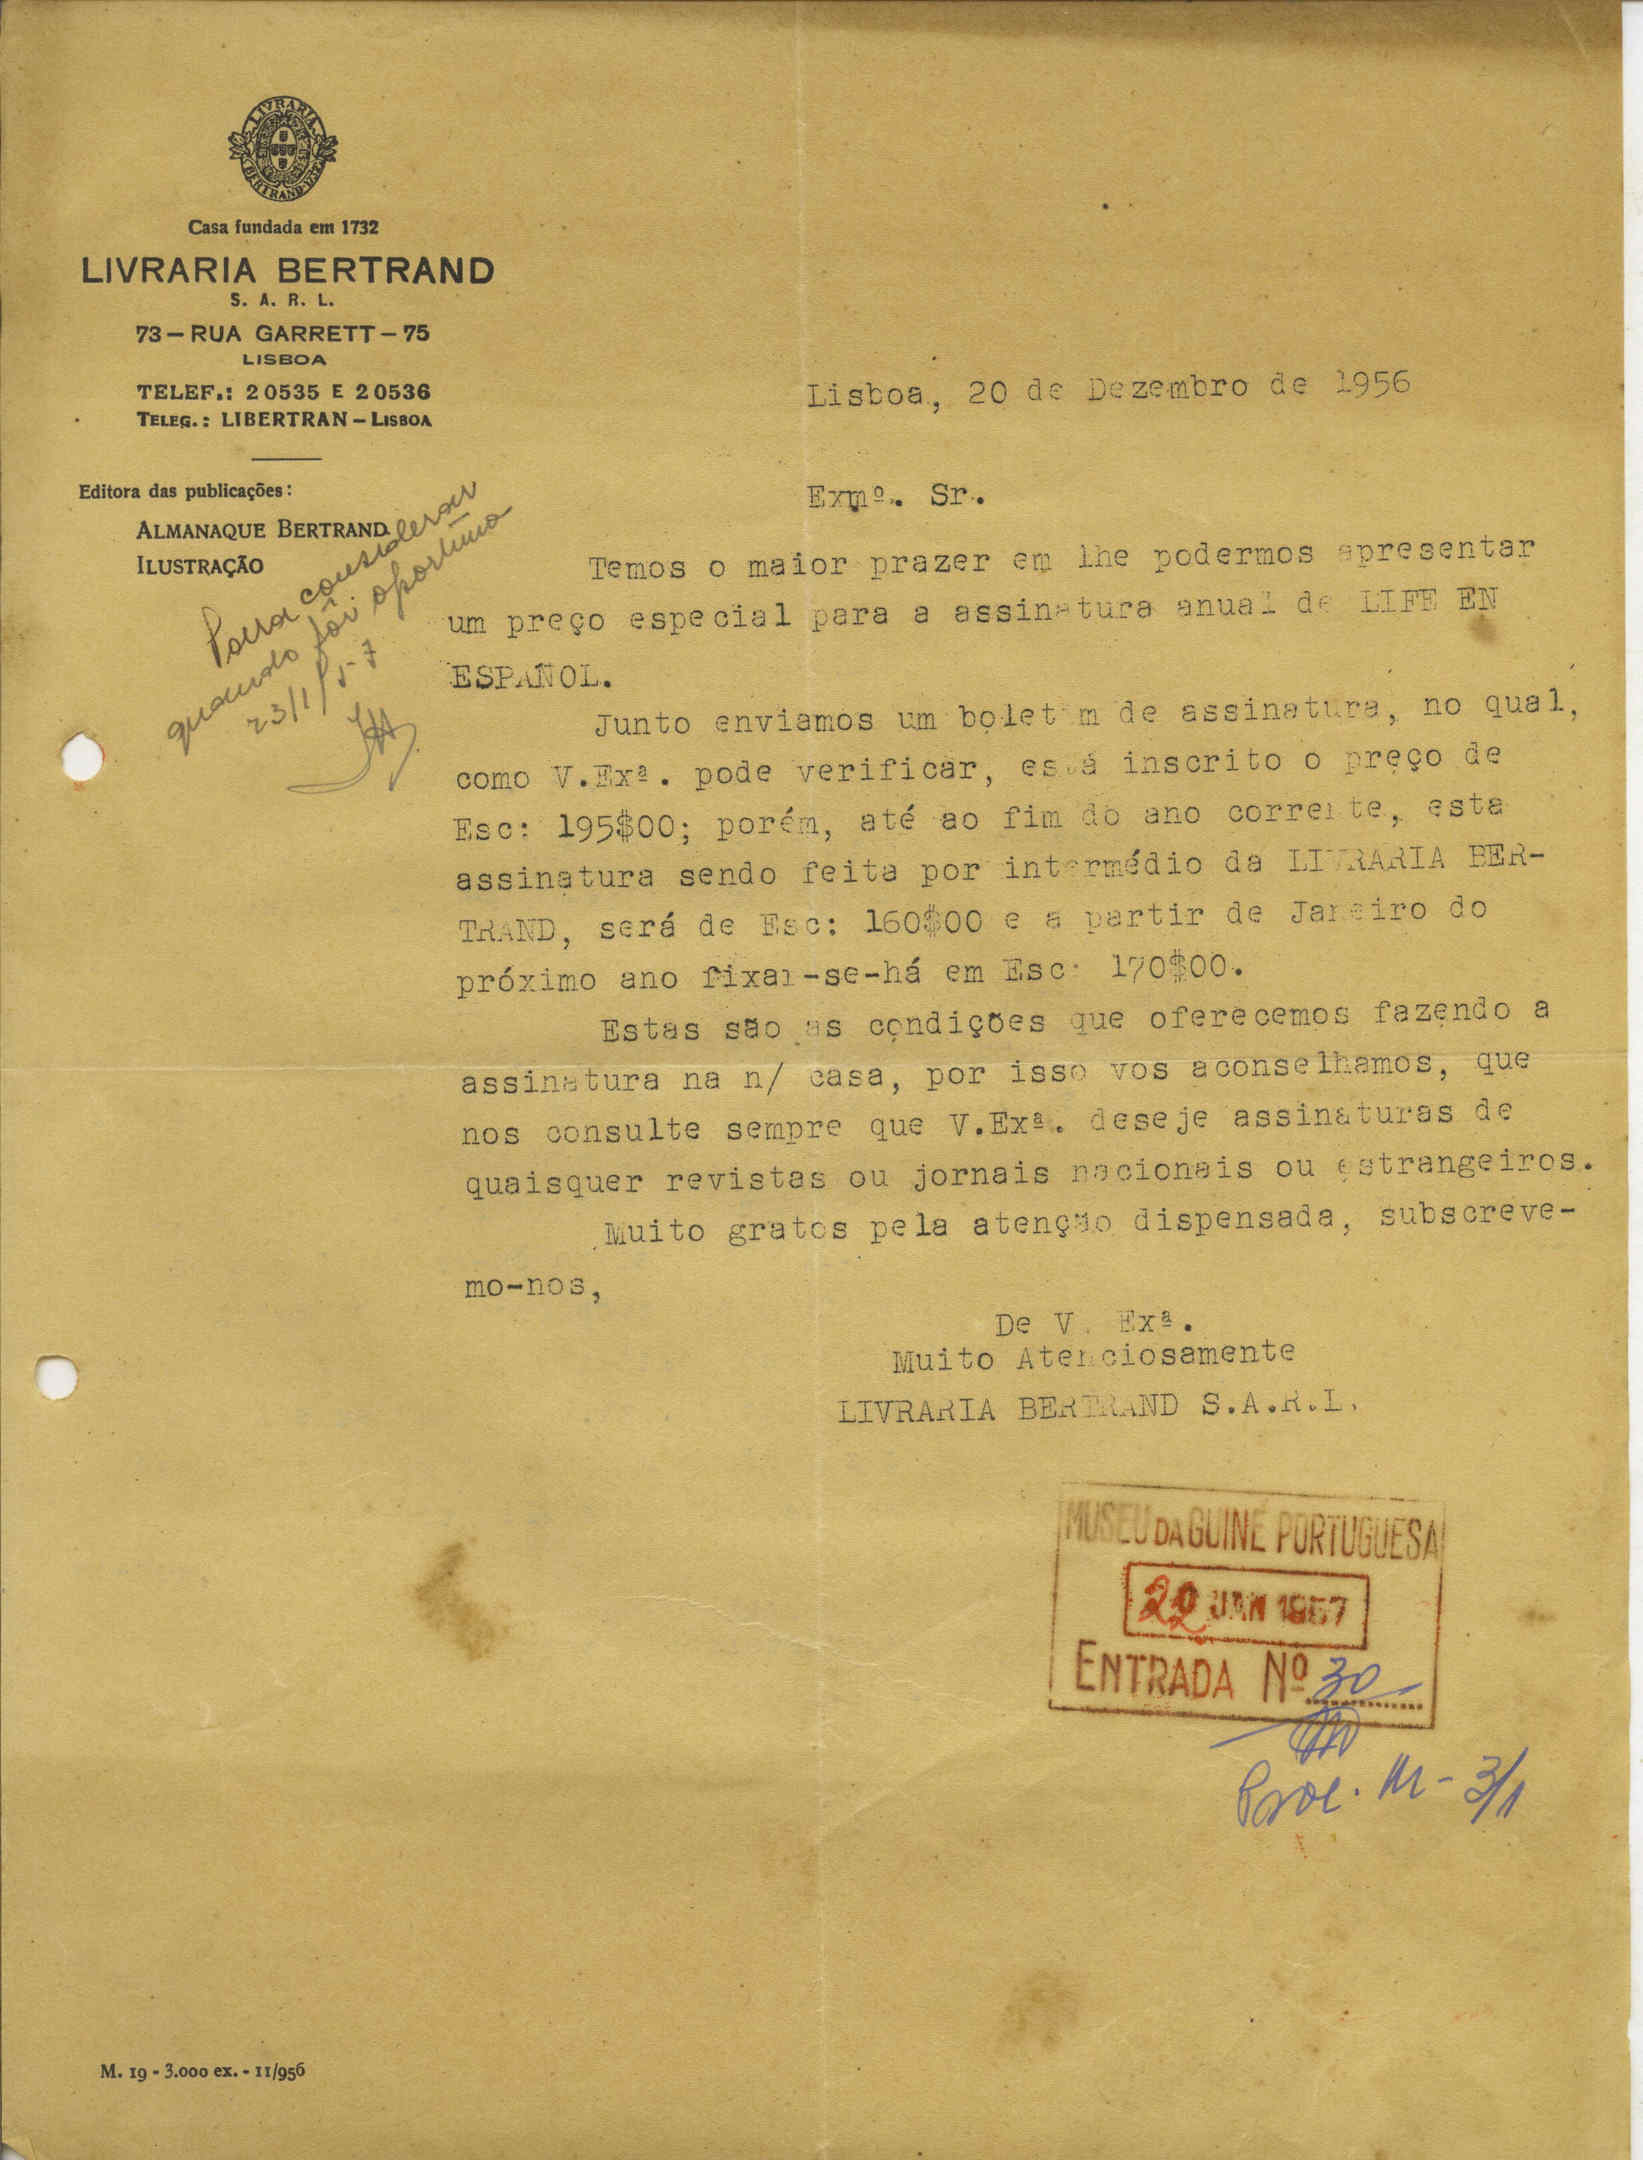 LIVRARIA
BERTRAND 1732
Casa fundada em 1732
LIVRARIA BERTRAND
S. A. R. L.
73 – RUA GARRETT – 75
LISBOA
TELEF.: 20535 E 20536
TELEG.: LIBERTRAN – LISBOA
Editora das publicações:
ALMANAQUE BERTRAND
ILUSTRAÇÃO
Para considerar
quando fôr oportuno
23/1/57
Lisboa, 20 de Dezembro de 1956
Exmº. Sr.
Temos o maior prazer em lhe podermos apresentar
um preço especial para a assinatura anual de LIFE EN
ESPAÑOL.
Junto enviamos um boletim de assinatura, no qual,
como V.Exª. pode verificar, está inscrito o preço de
Esc: 195$00; porém, até ao fim do ano corrente, esta
assinatura sendo feita por intermédio da LIVRARIA BER-
TRAND, será de Esc: 160$00 e a partir de Janeiro do
próximo ano fixar-se-há em Esc: 170$00.
Estas são as condições que oferecemos fazendo a
assinatura na n/ casa, por isso vos aconselhamos, que
nos consulte sempre que V.Exª. deseje assinaturas de
quaisquer revistas ou jornais nacionais ou estrangeiros.
Muito gratos pela atenção dispensada, subscreve-
mo-nos,
De V. Exª.
Muito Atenciosamente
LIVRARIA BERTRAND S.A.R.L.
MUSEU DA GUINÉ PORTUGUESA
22 JAN 1957
ENTRADA Nº 30
Proc. M - 3/1
M. 19 - 3.000 ex. - 11/956